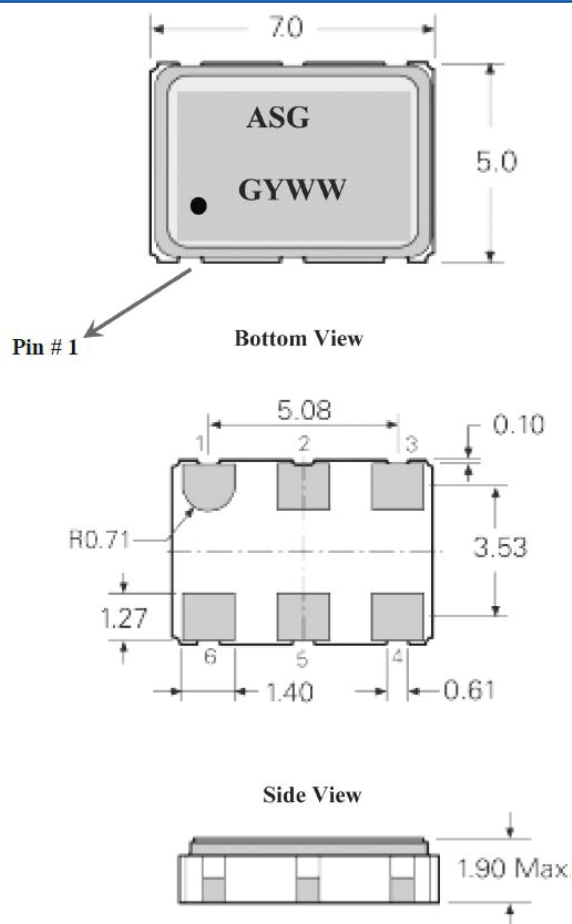 7.0
ASG
GYWW
5.0
Pin # 1
Bottom View
5.08
0.10
1 2 3
R0.71
3.53
1.27
6 5 4
1.40
0.61
Side View
1.90 Max.